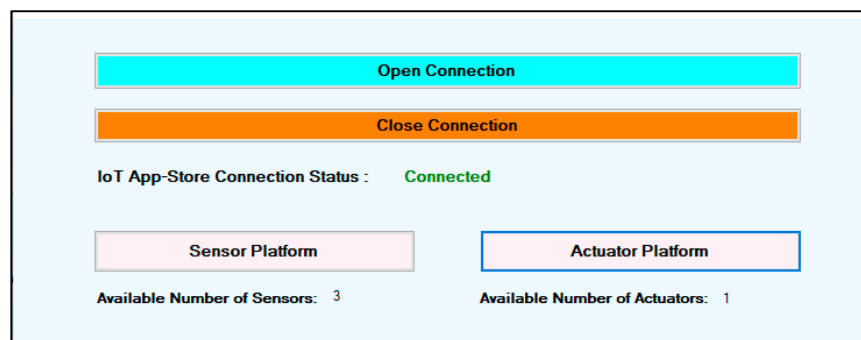 Open Connection
Close Connection
IoT App-Store Connection Status : Connected
Sensor Platform Actuator Platform
Available Number of Sensors: 3 Available Number of Actuators: 1